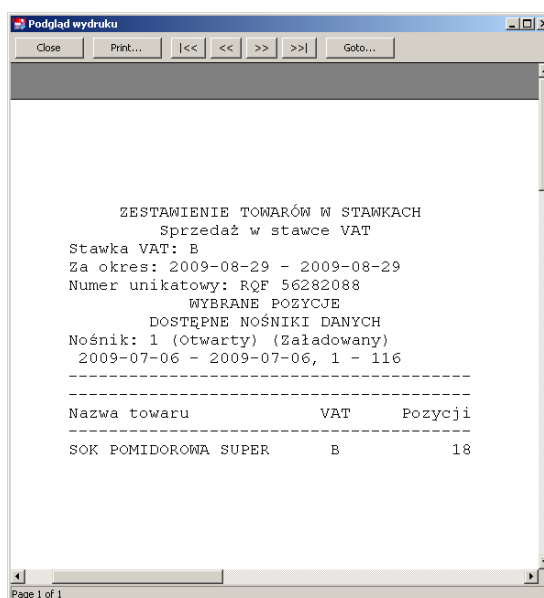 Podgląd wydruku
Close Print... |<< << >> >>| Goto...
ZESTAWIENIE TOWARÓW W STAWKACH
Sprzedaż w stawce VAT
Stawka VAT: B
Za okres: 2009-08-29 - 2009-08-29
Numer unikatowy: RQF 56282088
WYBRANE POZYCJE
DOSTĘPNE NOŚNIKI DANYCH
Nośnik: 1 (Otwarty) (Załadowany)
2009-07-06 - 2009-07-06, 1 - 116
----------------------------------------
----------------------------------------
Nazwa towaru VAT Pozycji
----------------------------------------
SOK POMIDOROWA SUPER B 18
Page 1 of 1